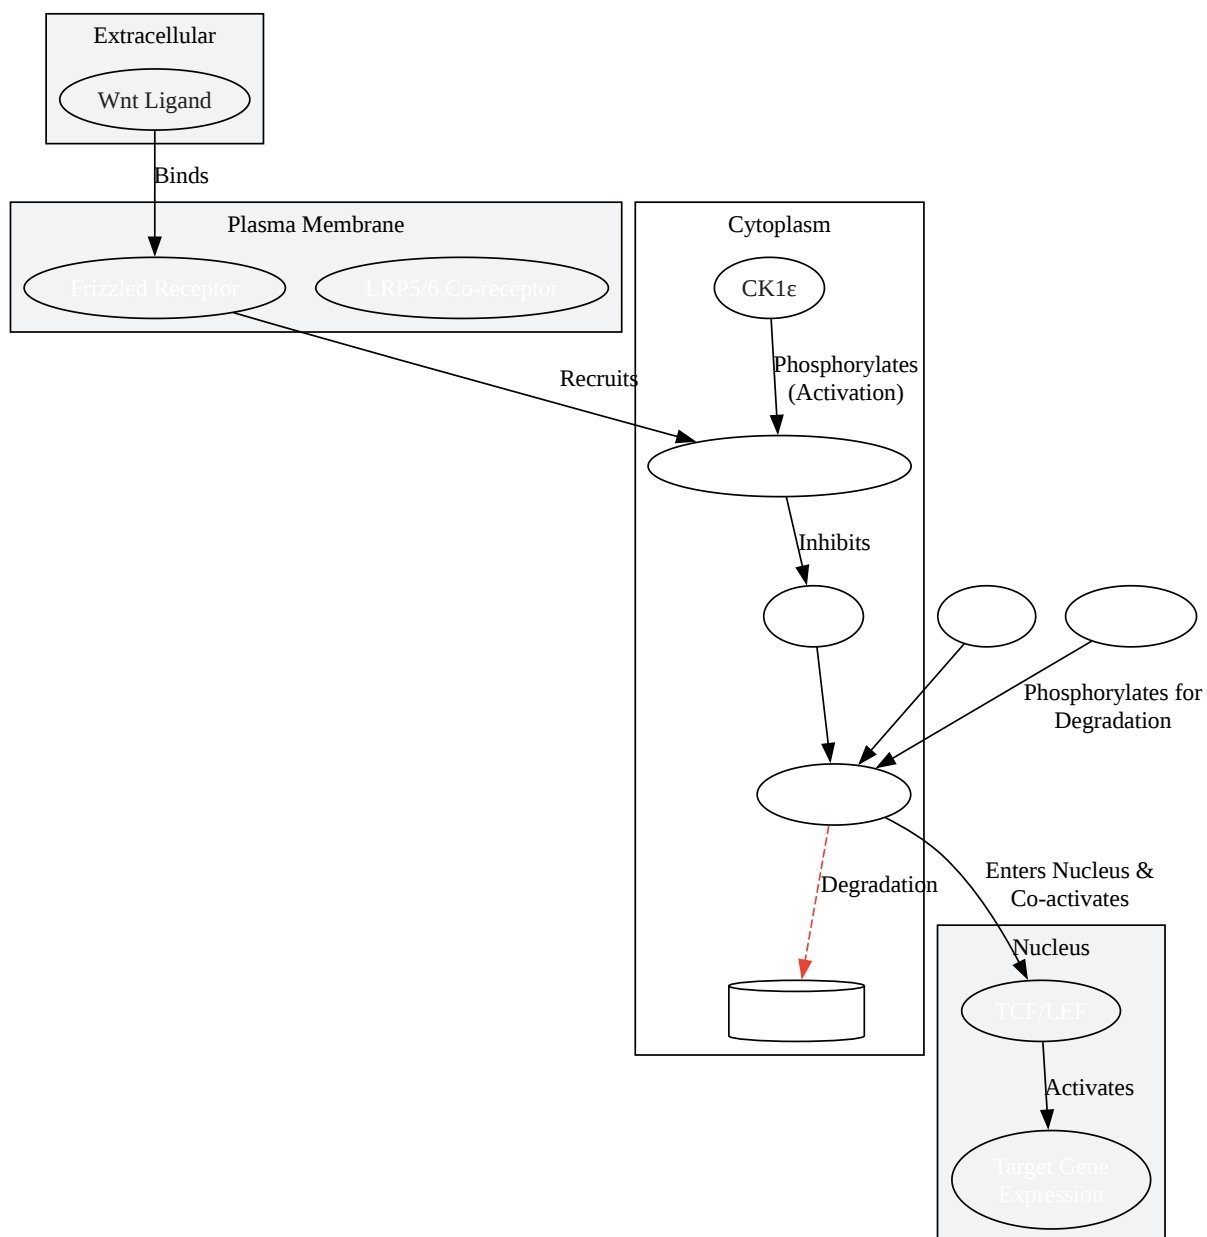 Extracellular
Wnt Ligand
Binds
Plasma Membrane
Cytoplasm
Frizzled Receptor
LRP5/6 Co-receptor
CK1ε
Recruits
Phosphorylates
(Activation)
Inhibits
Phosphorylates for
Degradation
Degradation
Enters Nucleus &
Co-activates
Nucleus
TCF/LEF
Activates
Target Gene
Expression